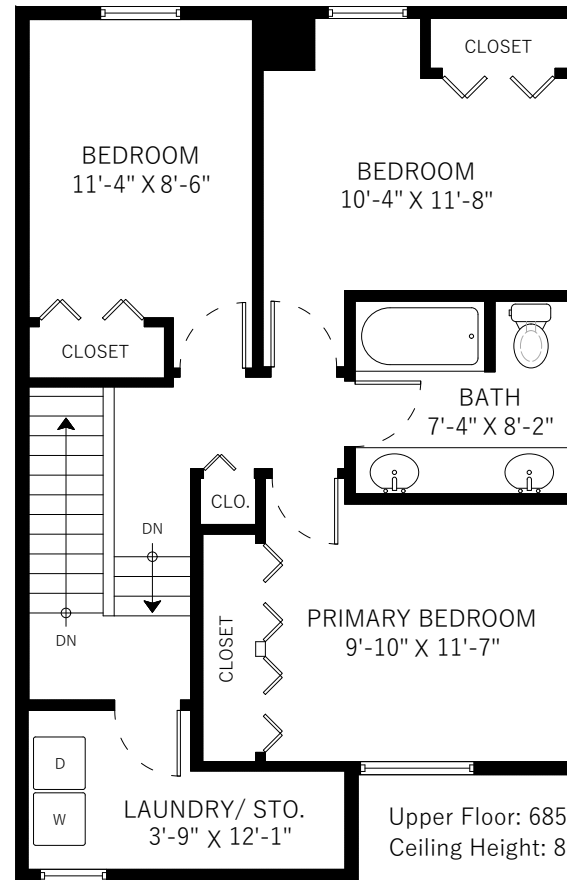 CLOSET
BEDROOM
11'-4" X 8'-6"
BEDROOM
10'-4" X 11'-8"
CLOSET
BATH
7'-4" X 8'-2"
CLO.
DN
DN
CLOSET
PRIMARY BEDROOM
9'-10" X 11'-7"
D
W
LAUNDRY/ STO.
3'-9" X 12'-1"
Upper Floor: 685
Ceiling Height: 8